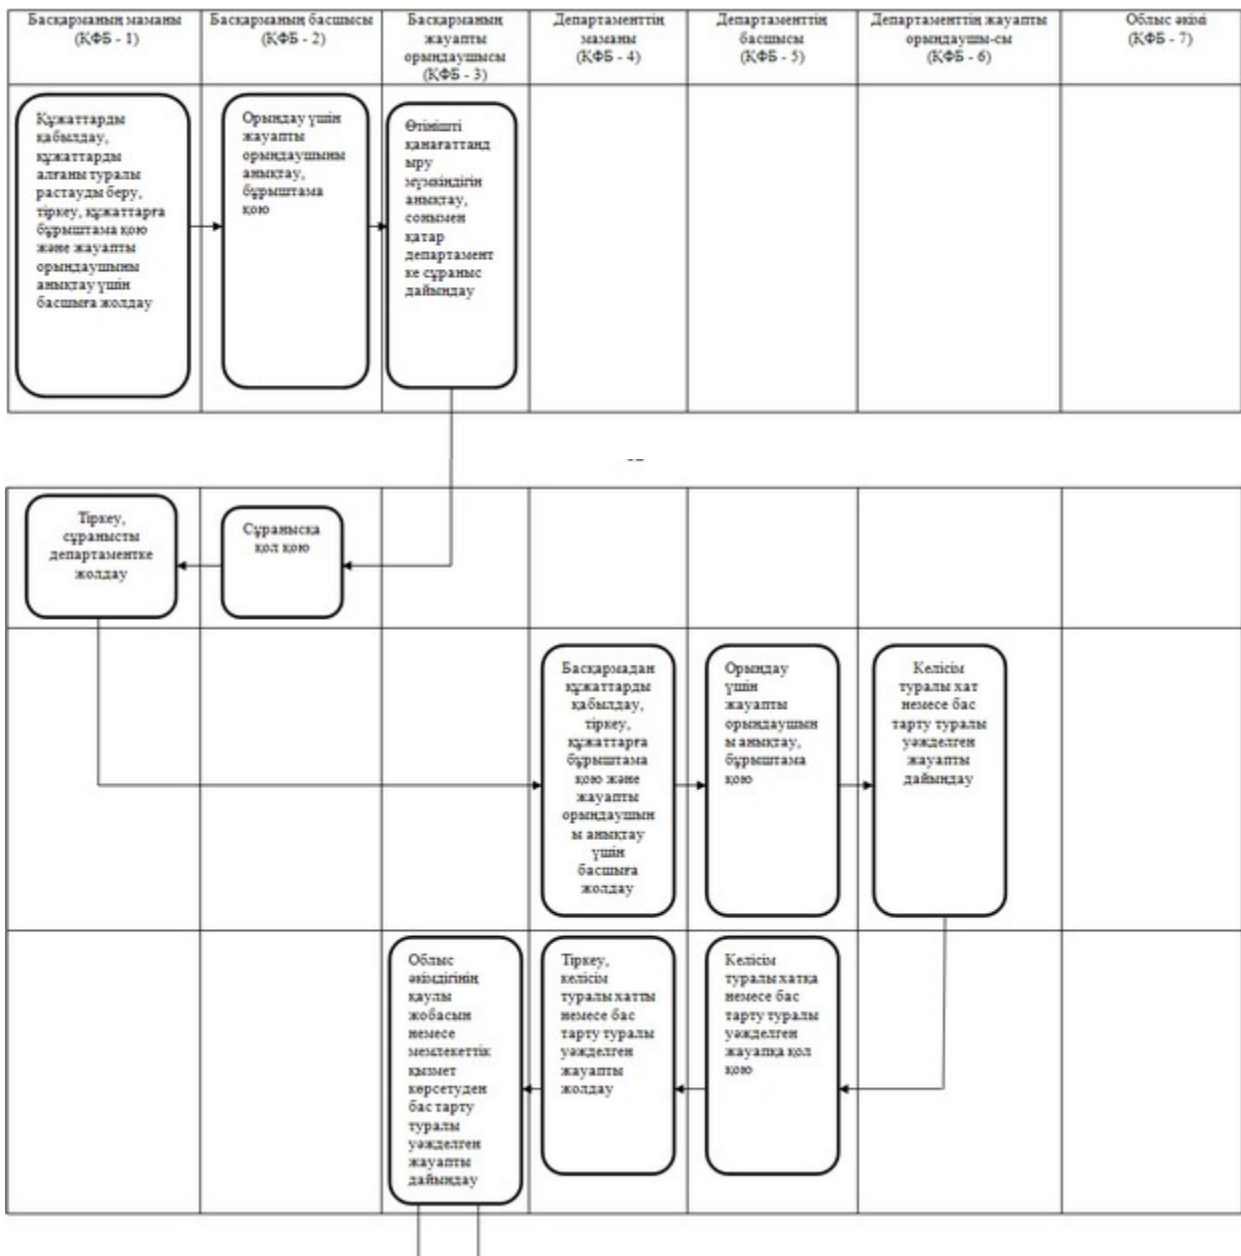 Басқарманың маманы
(ҚФБ - 1)
Басқарманың басшысы
(ҚФБ - 2)
Басқарманың
жауапты
орындаушысы
(ҚФБ - 3)
Департаменттің
маманы
(ҚФБ - 4)
Департаменттің
басшысы
(ҚФБ - 5)
Департаменттің жауапты
орындаушы-сы
(ҚФБ - 6)
Облыс әкімі
(ҚФБ - 7)
Құжаттарды
қабылдау,
құжаттарды
алғаны туралы
растауды беру,
тіркеу, құжаттарға
бұрыштама қою
және жауапты
орындаушыны
анықтау үшін
басшыға жолдау
Орындау үшін
жауапты
орындаушыны
анықтау,
бұрыштама
қою
Өтінішті
қанағаттанд
ыру
мүмкіндігін
анықтау,
сонымен
қатар
департамент
ке сұраныс
дайындау
Тіркеу,
сұранысты
департаментке
жолдау
Сұранысқа
қол қою
Басқармадан
құжаттарды
қабылдау,
тіркеу,
құжаттарға
бұрыштама
қою және
жауапты
орындаушын
ы анықтау
үшін
басшыға
жолдау
Орындау
үшін
жауапты
орындаушын
ы анықтау,
бұрыштама
қою
Келісім
туралы хат
немесе бас
тарту туралы
уәжделген
жауапты
дайындау
Облыс
әкімдігінің
қаулы
жобасын
немесе
мемлекеттік
қызмет
көрсетуден
бас тарту
туралы
уәжделген
жауапты
дайындау
Тіркеу,
келісім
туралы хатты
немесе бас
тарту туралы
уәжделген
жауапты
жолдау
Келісім
туралы хатқа
немесе бас
тарту туралы
уәжделген
жауапқа қол
қою